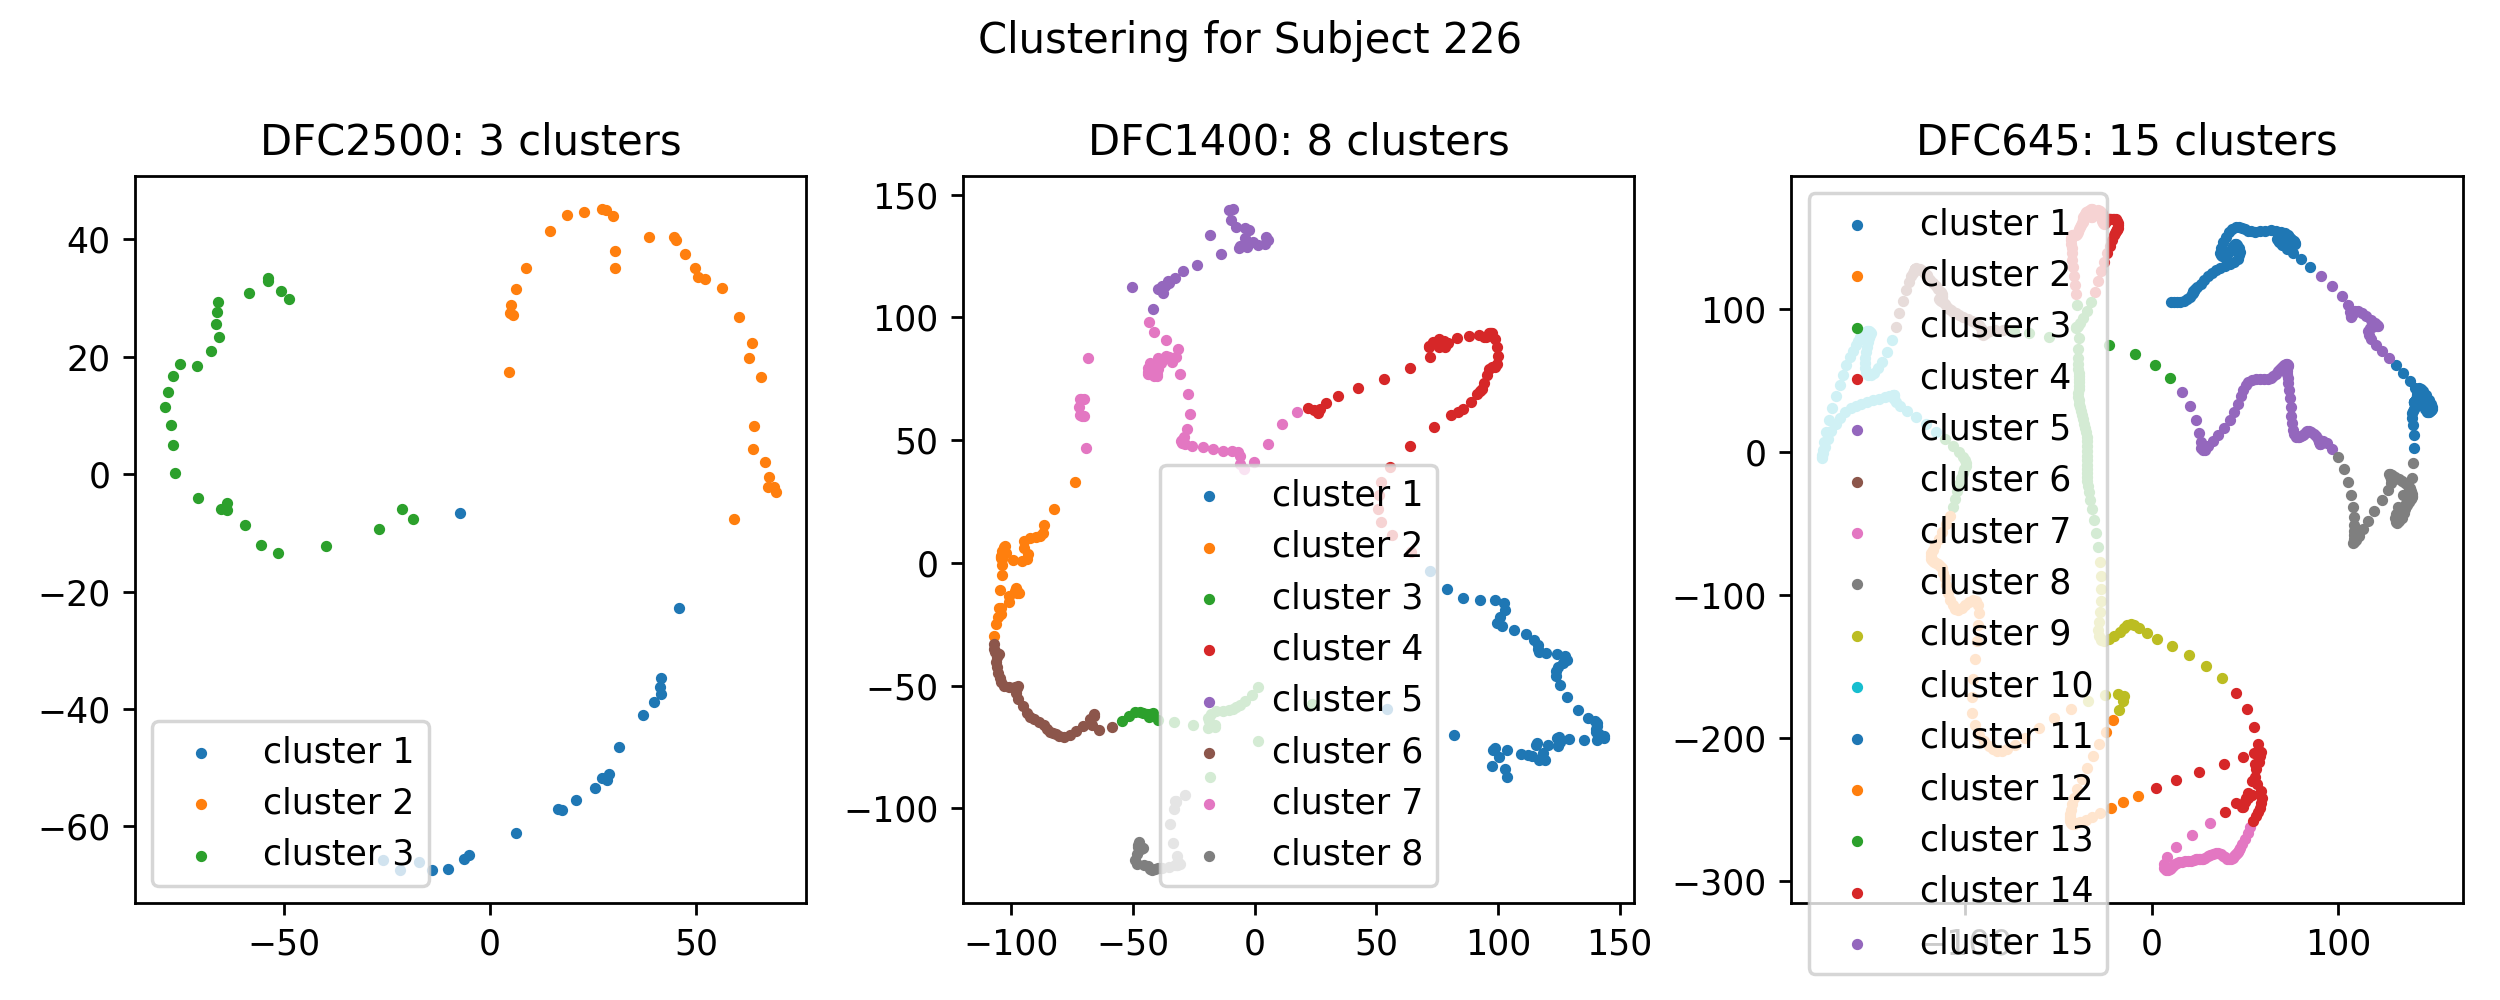 Clustering for Subject 226
DFC2500: 3 clusters
40
20
0
−20
−40
−60
−50
0
50
cluster 1
cluster 2
cluster 3
DFC1400: 8 clusters
150
100
50
0
−50
−100
−100
−50
0
50
100
150
cluster 1
cluster 2
cluster 3
cluster 4
cluster 5
cluster 6
cluster 7
cluster 8
DFC645: 15 clusters
100
0
−100
−200
−300
−100
0
100
cluster 1
cluster 2
cluster 3
cluster 4
cluster 5
cluster 6
cluster 7
cluster 8
cluster 9
cluster 10
cluster 11
cluster 12
cluster 13
cluster 14
cluster 15